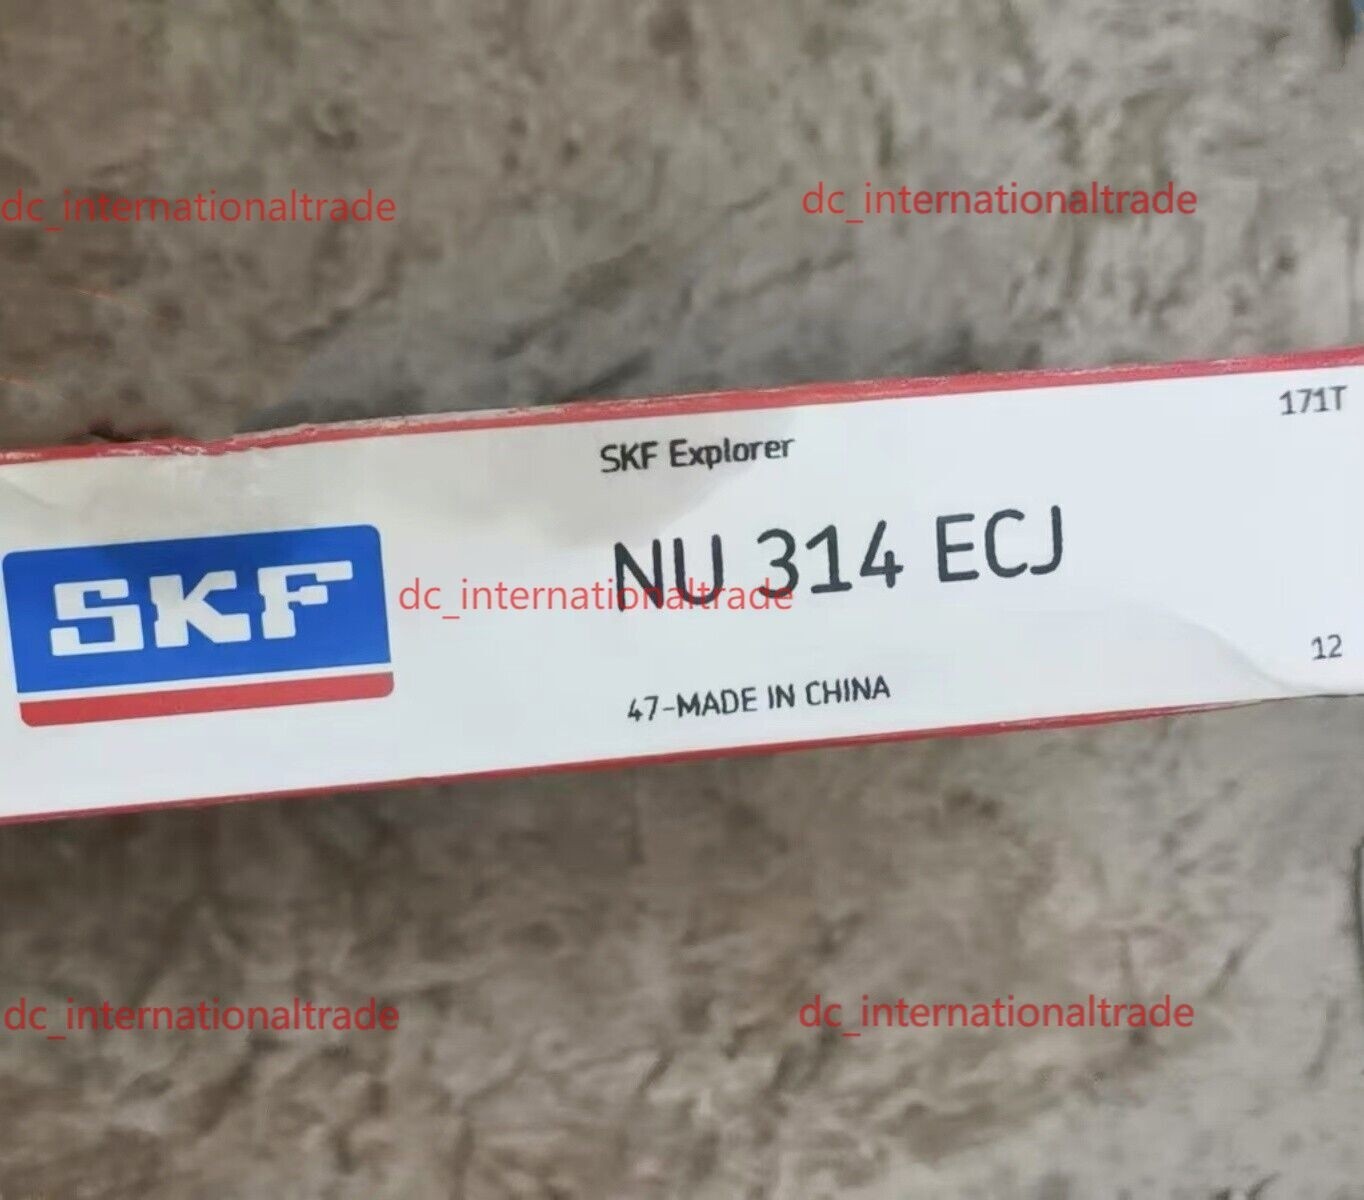 dc_internationaltrade
dc_internationaltrade
171T
SKF Explorer
SKF
NU 314 ECJ
dc_internationaltrade
12
47-MADE IN CHINA
dc_internationaltrade
dc_internationaltrade